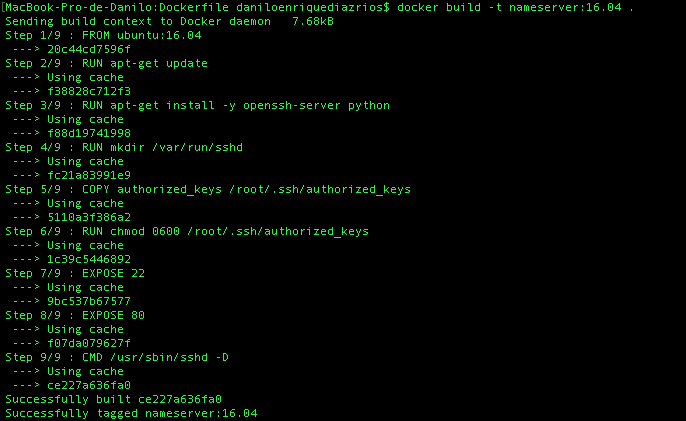 [MacBook-Pro-de-Danilo:Dockerfile daniloenriquediazrios$ docker build -t nameserver:16.04 .
Sending build context to Docker daemon   7.68kB
Step 1/9 : FROM ubuntu:16.04
 ---> 20c44cd7596f
Step 2/9 : RUN apt-get update
 ---> Using cache
 ---> f38828c712f3
Step 3/9 : RUN apt-get install -y openssh-server python
 ---> Using cache
 ---> f88d19741998
Step 4/9 : RUN mkdir /var/run/sshd
 ---> Using cache
 ---> fc21a83991e9
Step 5/9 : COPY authorized_keys /root/.ssh/authorized_keys
 ---> Using cache
 ---> 5110a3f386a2
Step 6/9 : RUN chmod 0600 /root/.ssh/authorized_keys
 ---> Using cache
 ---> 1c39c5446892
Step 7/9 : EXPOSE 22
 ---> Using cache
 ---> 9bc537b67577
Step 8/9 : EXPOSE 80
 ---> Using cache
 ---> f07da079627f
Step 9/9 : CMD /usr/sbin/sshd -D
 ---> Using cache
 ---> ce227a636fa0
Successfully built ce227a636fa0
Successfully tagged nameserver:16.04